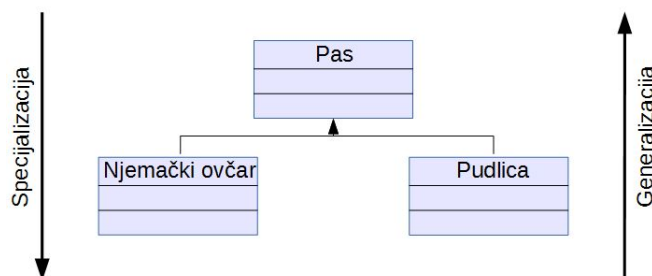 Specijalizacija
Pas
Generalizacija
Njemački ovčar
Pudlica